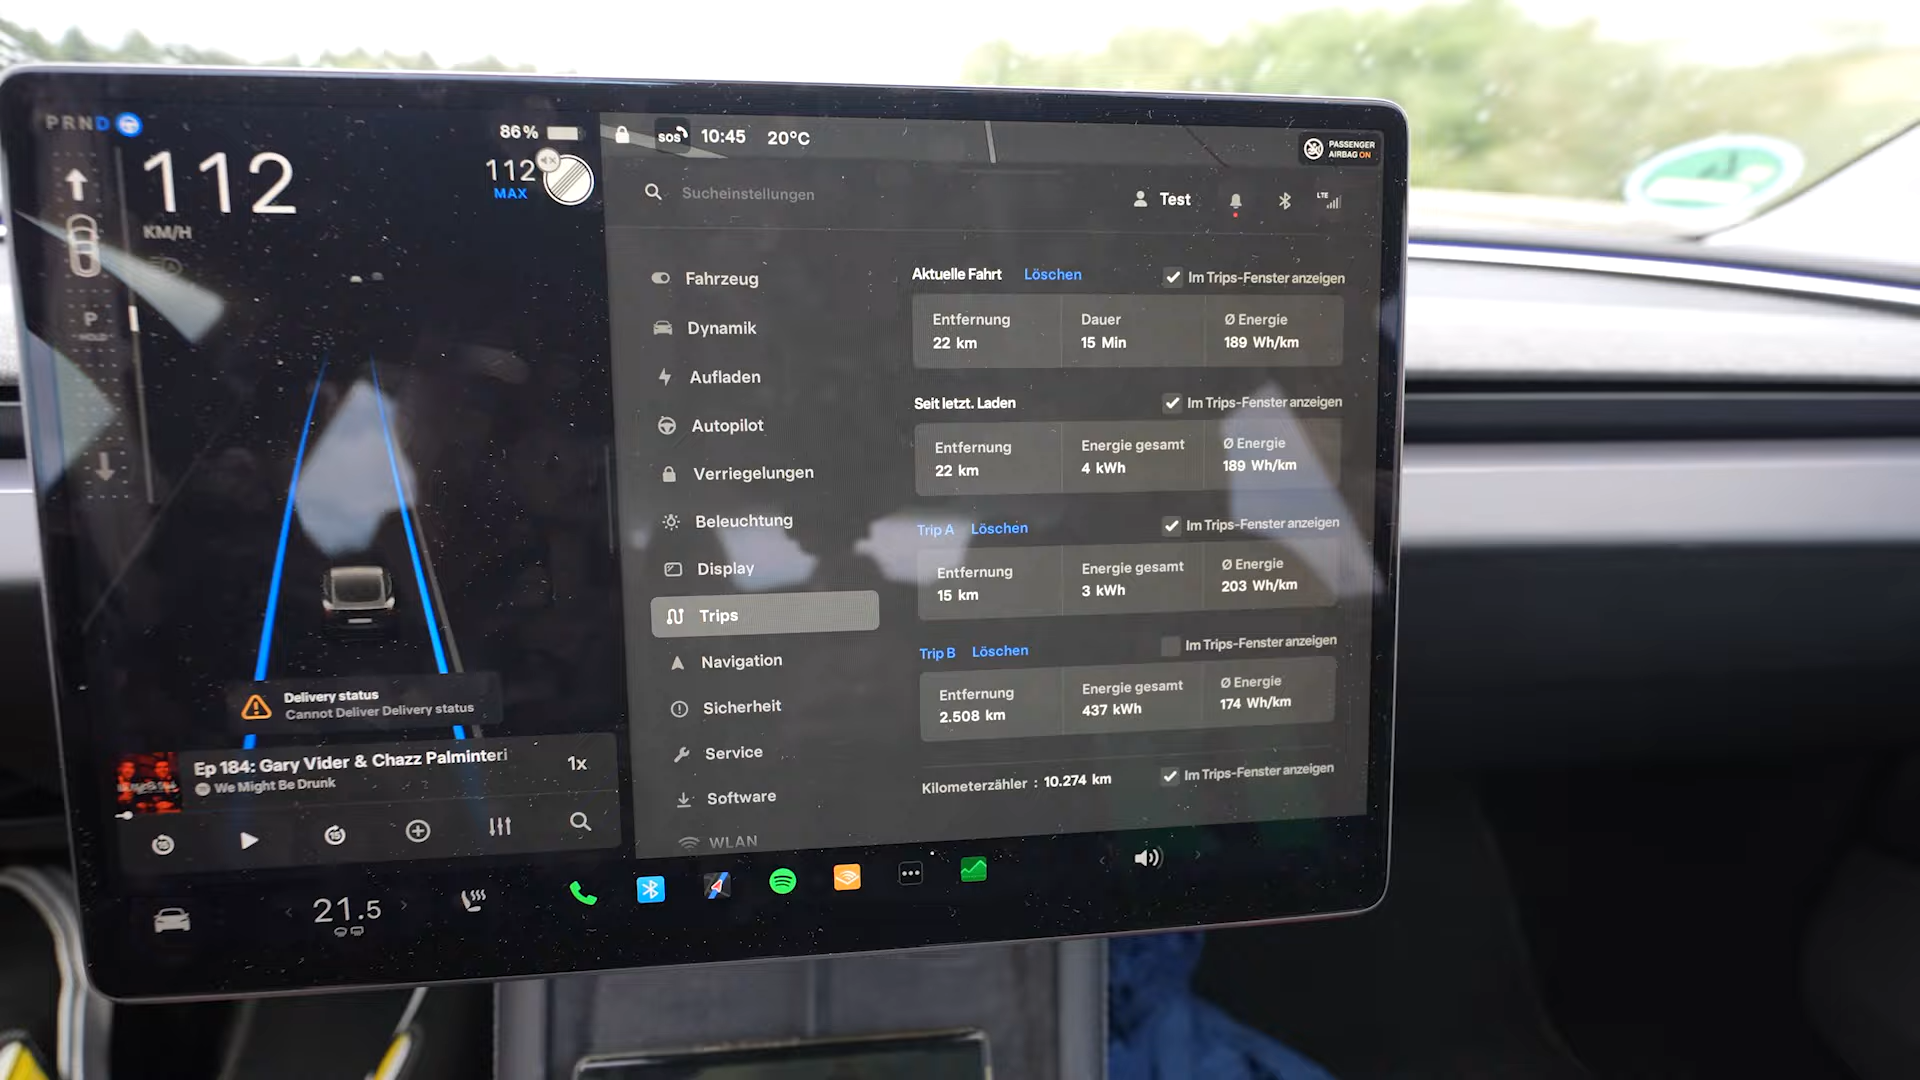 PRND
112
KM/H
P
HOLD
86%
112
MAX
sos
10:45
20°C
PASSENGER
AIRBAG ON
Sucheinstellungen
Test
LTE
Fahrzeug
Dynamik
Aufladen
Autopilot
Verriegelungen
Beleuchtung
Display
Trips
Navigation
Sicherheit
Service
Software
WLAN
Aktuelle Fahrt Löschen
Im Trips-Fenster anzeigen
Entfernung Dauer Ø Energie
22 km 15 Min 189 Wh/km
Seit letzt. Laden
Im Trips-Fenster anzeigen
Entfernung Energie gesamt Ø Energie
22 km 4 kWh 189 Wh/km
Trip A Löschen
Im Trips-Fenster anzeigen
Entfernung Energie gesamt Ø Energie
15 km 3 kWh 203 Wh/km
Trip B Löschen
Im Trips-Fenster anzeigen
Entfernung Energie gesamt Ø Energie
2.508 km 437 kWh 174 Wh/km
Kilometerzähler : 10.274 km
Im Trips-Fenster anzeigen
Delivery status
Cannot Deliver Delivery status
Ep 184: Gary Vider & Chazz Palminteri
We Might Be Drunk
1x
15
15
21.5